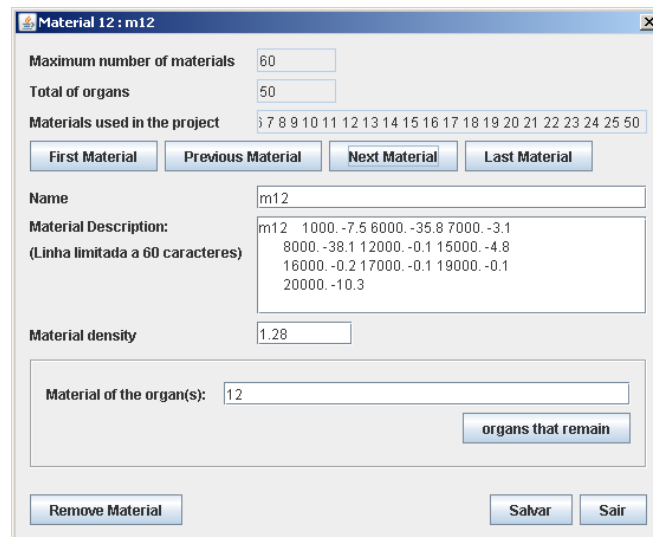 Material 12 : m12
Maximum number of materials 60
Total of organs 50
Materials used in the project 6 7 8 9 10 11 12 13 14 15 16 17 18 19 20 21 22 23 24 25 50
First Material Previous Material Next Material Last Material
Name m12
Material Description: m12 1000. -7.5 6000. -35.8 7000. -3.1
(Linha limitada a 60 caracteres) 8000. -38.1 12000. -0.1 15000. -4.8
16000. -0.2 17000. -0.1 19000. -0.1
20000. -10.3
Material density 1.28
Material of the organ(s): 12
organs that remain
Remove Material Salvar Sair